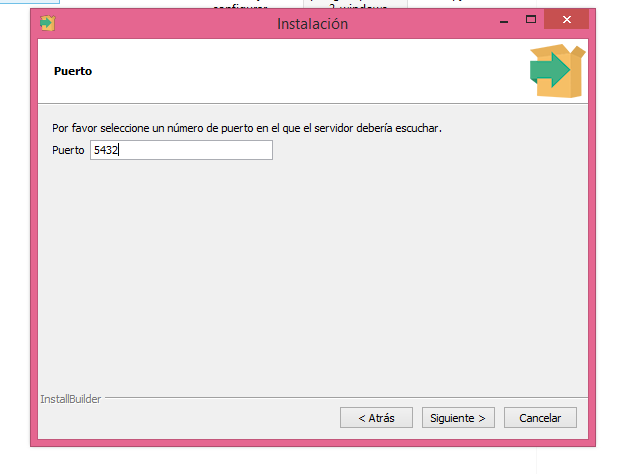 Instalación
Puerto
Por favor seleccione un número de puerto en el que el servidor debería escuchar.
Puerto 5432
InstallBuilder
< Atrás
Siguiente >
Cancelar